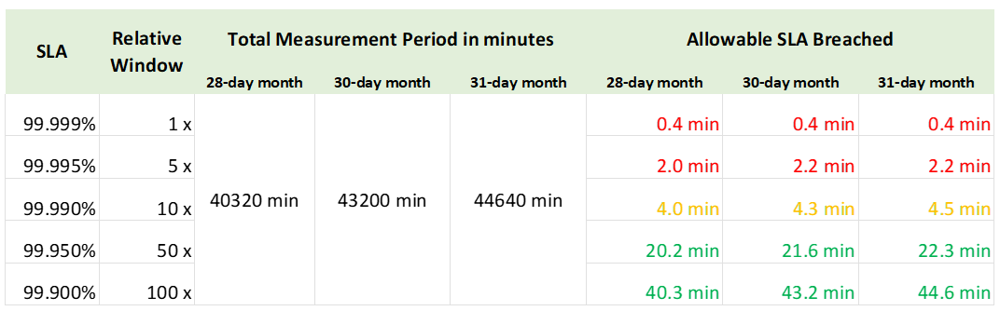 SLA Relative Window Total Measurement Period in minutes Allowable SLA Breached
28-day month 30-day month 31-day month 28-day month 30-day month 31-day month
99.999% 1 x 0.4 min 0.4 min 0.4 min
99.995% 5 x 2.0 min 2.2 min 2.2 min
99.990% 10 x 40320 min 43200 min 44640 min 4.0 min 4.3 min 4.5 min
99.950% 50 x 20.2 min 21.6 min 22.3 min
99.900% 100 x 40.3 min 43.2 min 44.6 min